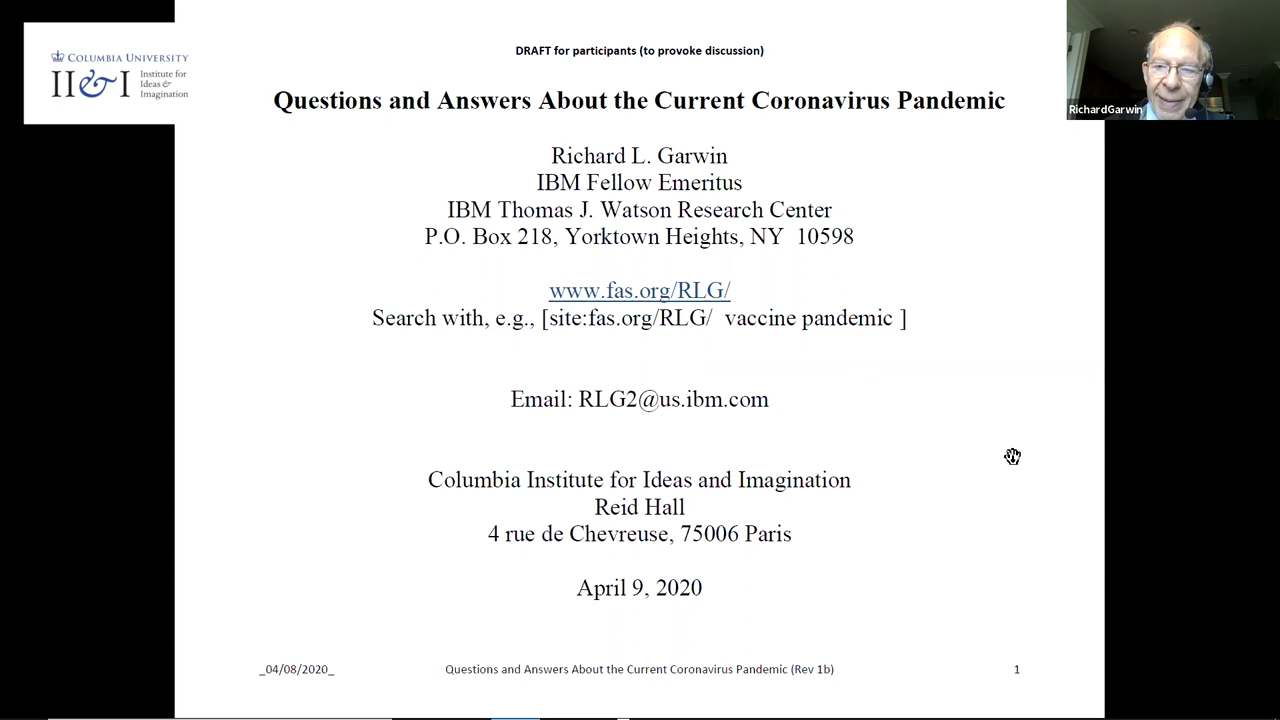 COLUMBIA UNIVERSITY
II&I
Institute for
Ideas &
Imagination
DRAFT for participants (to provoke discussion)
Questions and Answers About the Current Coronavirus Pandemic
RichardGarwin
Richard L. Garwin
IBM Fellow Emeritus
IBM Thomas J. Watson Research Center
P.O. Box 218, Yorktown Heights, NY 10598
www.fas.org/RLG/
Search with, e.g., [site:fas.org/RLG/ vaccine pandemic ]
Email: RLG2@us.ibm.com
Columbia Institute for Ideas and Imagination
Reid Hall
4 rue de Chevreuse, 75006 Paris
April 9, 2020
_04/08/2020_ Questions and Answers About the Current Coronavirus Pandemic (Rev 1b) 1